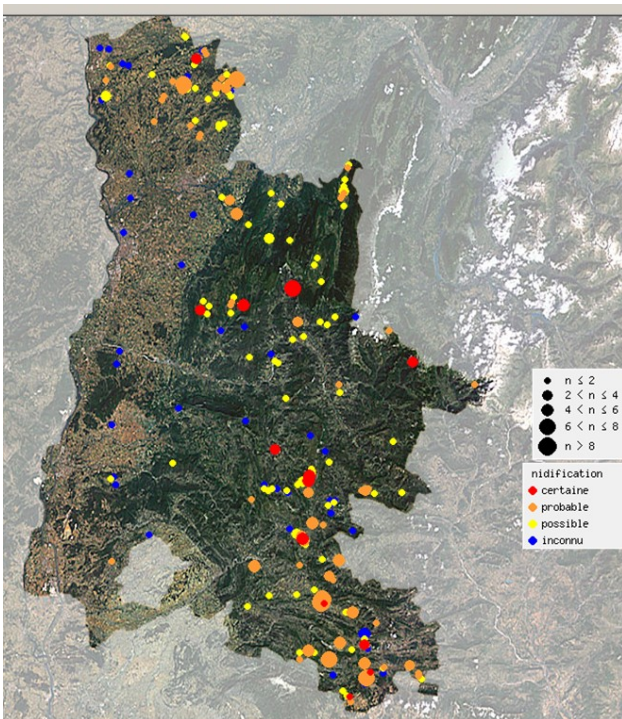 n ≤ 2
2 < n ≤ 4
4 < n ≤ 6
6 < n ≤ 8
n > 8
nidification
certaine
probable
possible
inconnu